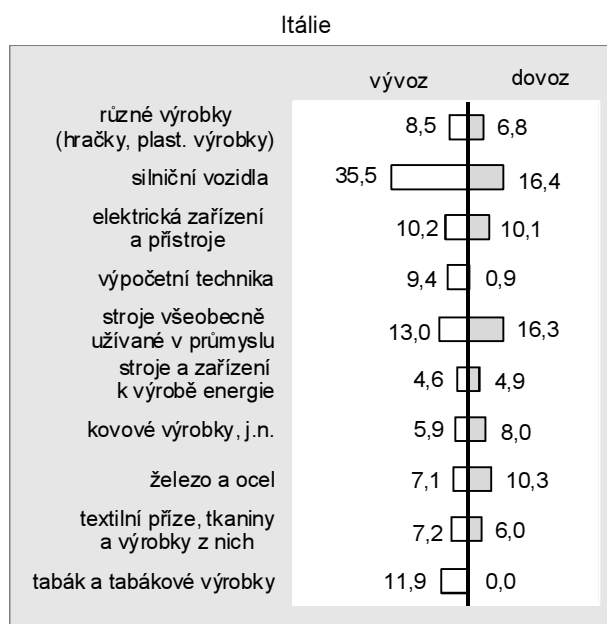 Itálie
vývoz dovoz
různé výrobky
(hračky, plast. výrobky)
8,5 6,8
silniční vozidla 35,5 16,4
elektrická zařízení
a přístroje
10,2 10,1
výpočetní technika 9,4 0,9
stroje všeobecně
užívané v průmyslu
13,0 16,3
stroje a zařízení
k výrobě energie
4,6 4,9
kovové výrobky, j.n. 5,9 8,0
železo a ocel 7,1 10,3
textilní příze, tkaniny
a výrobky z nich
7,2 6,0
tabák a tabákové výrobky 11,9 0,0